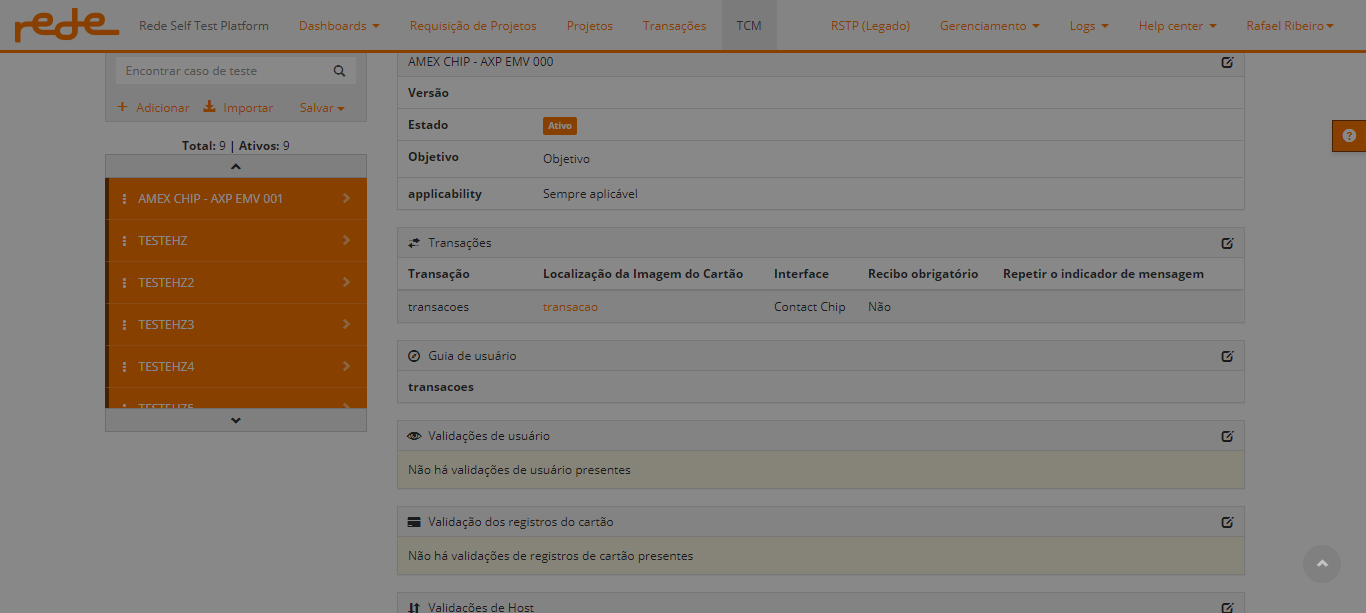 rede Rede Self Test Platform Dashboards Requisição de Projetos Projetos Transações TCM RSTP (Legado) Gerenciamento Logs Help center Rafael Ribeiro
Encontrar caso de teste
Adicionar Importar Salvar
Total: 9 | Ativos: 9
AMEX CHIP - AXP EMV 001
TESTEHZ
TESTEHZ2
TESTEHZ3
TESTEHZ4
TESTEHZ5
AMEX CHIP - AXP EMV 000
Versão
Estado Ativo
Objetivo Objetivo
applicability Sempre aplicável
Transações
Transação Localização da Imagem do Cartão Interface Recibo obrigatório Repetir o indicador de mensagem
transacoes transacao Contact Chip Não
Guia de usuário
transacoes
Validações de usuário
Não há validações de usuário presentes
Validação dos registros do cartão
Não há validações de registros de cartão presentes
Validações de Host